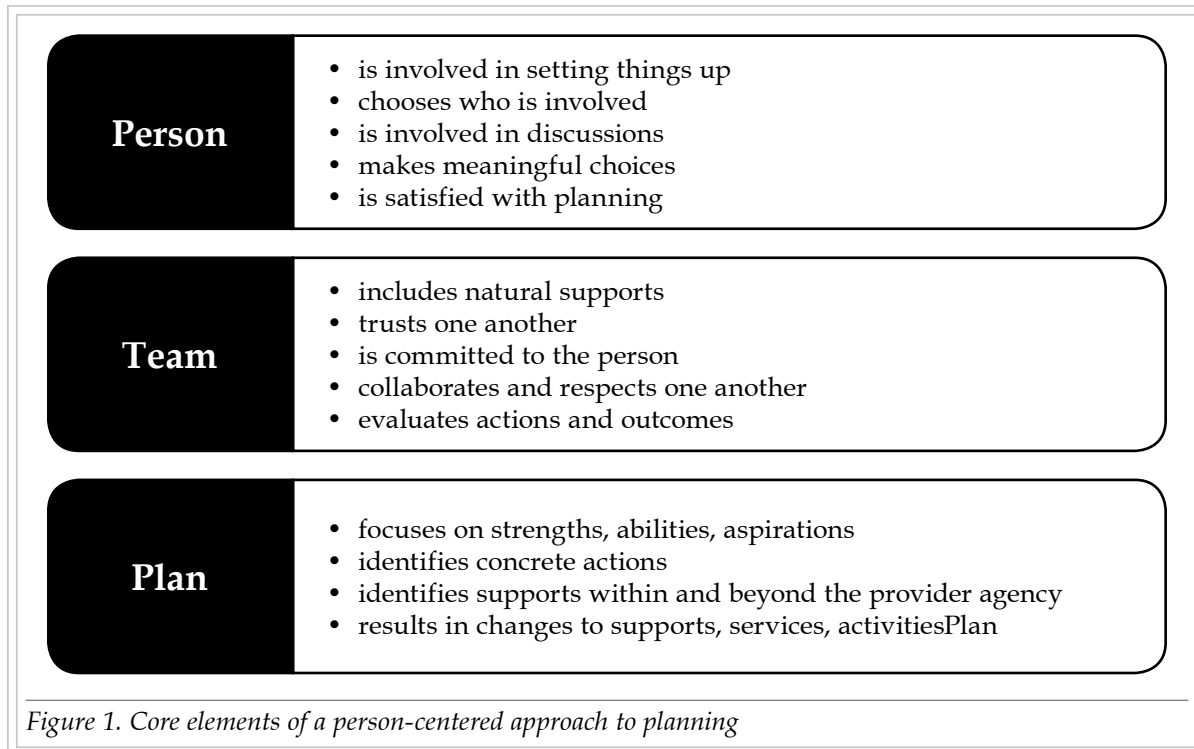 Person
• is involved in setting things up
• chooses who is involved
• is involved in discussions
• makes meaningful choices
• is satisfied with planning
Team
• includes natural supports
• trusts one another
• is committed to the person
• collaborates and respects one another
• evaluates actions and outcomes
Plan
• focuses on strengths, abilities, aspirations
• identifies concrete actions
• identifies supports within and beyond the provider agency
• results in changes to supports, services, activitiesPlan
Figure 1. Core elements of a person-centered approach to planning